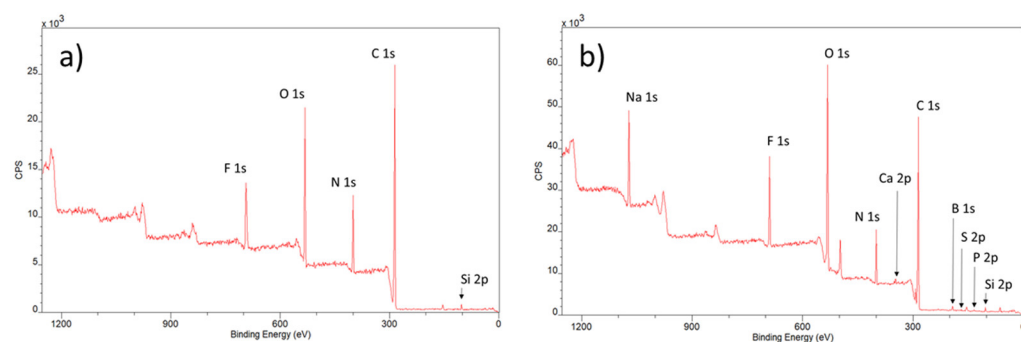 x 10³
a)
C 1s
O 1s
F 1s
N 1s
Si 2p
CPS
25
20
15
10
5
0
1200
900
600
300
0
Binding Energy (eV)
x 10³
b)
O 1s
Na 1s
C 1s
F 1s
Ca 2p
B 1s
N 1s
S 2p
P 2p
Si 2p
CPS
60
50
40
30
20
10
0
1200
900
600
300
Binding Energy (eV)